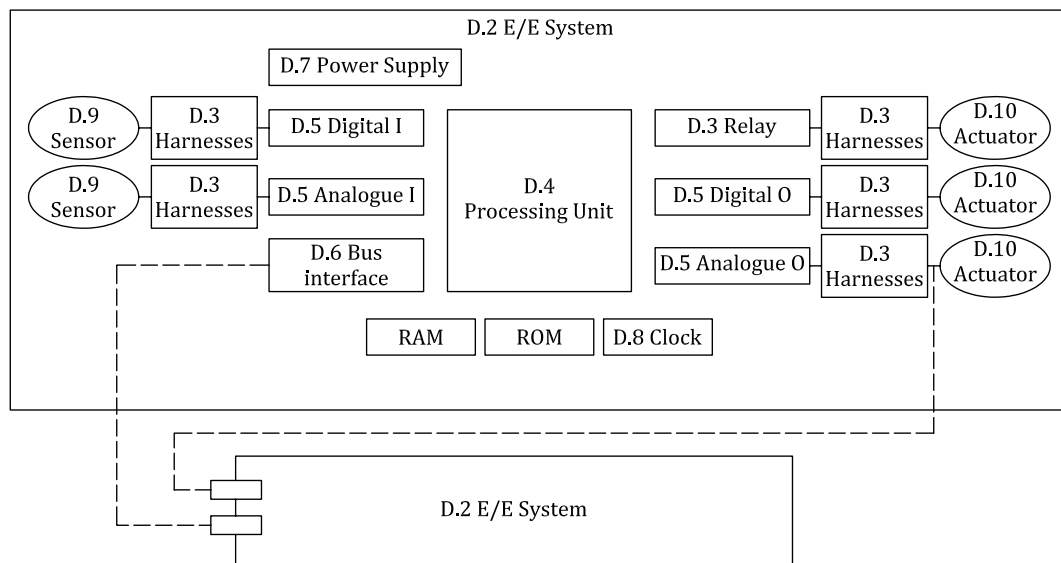 D.2 E/E System
D.7 Power Supply
D.9
Sensor
D.3
Harnesses
D.5 Digital I
D.9
Sensor
D.3
Harnesses
D.5 Analogue I
D.6 Bus
interface
D.4
Processing Unit
D.3 Relay
D.3
Harnesses
D.10
Actuator
D.5 Digital O
D.3
Harnesses
D.10
Actuator
D.5 Analogue O
D.3
Harnesses
D.10
Actuator
RAM
ROM
D.8 Clock
D.2 E/E System